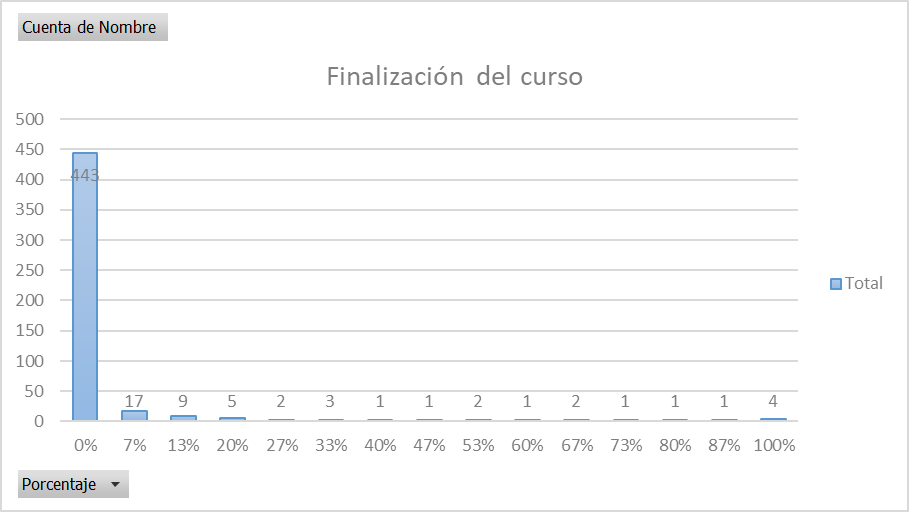 Cuenta de Nombre
Finalización del curso
500
450
400
350
300
250
200
150
100
50
0
443
17 9 5 2 3 1 1 2 1 2 1 1 1 4
0% 7% 13% 20% 27% 33% 40% 47% 53% 60% 67% 73% 80% 87% 100%
Total
Porcentaje